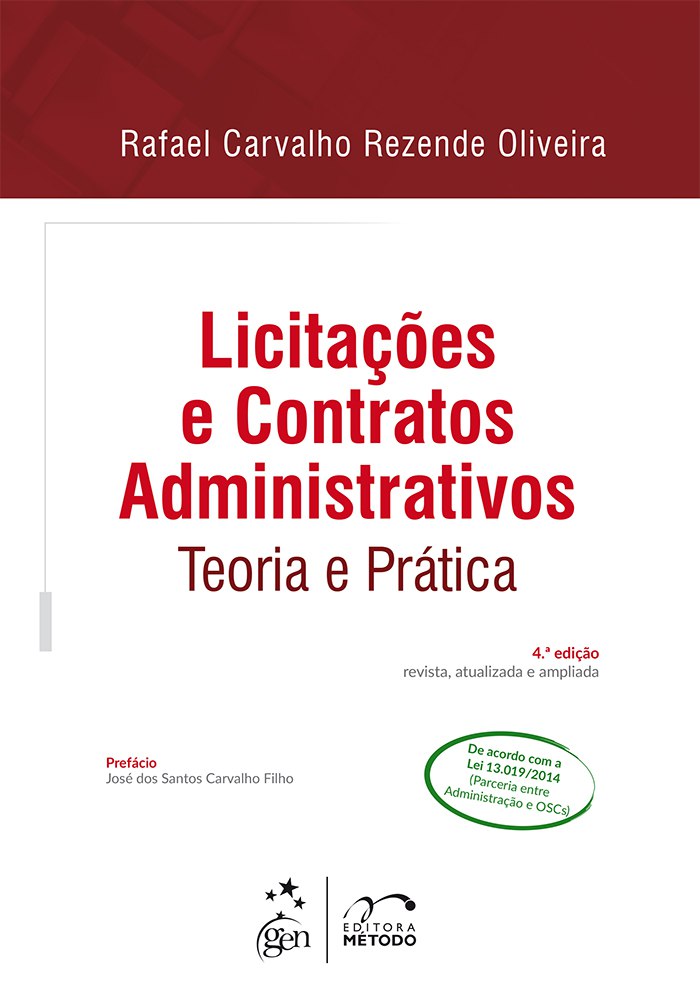 Rafael Carvalho Rezende Oliveira
Licitações
e Contratos
Administrativos
Teoria e Prática
4.ª edição
revista, atualizada e ampliada
Prefácio
José dos Santos Carvalho Filho
De acordo com a
Lei 13.019/2014
(Parceria entre
Administração e OSCs)
gen
EDITORA
MÉTODO